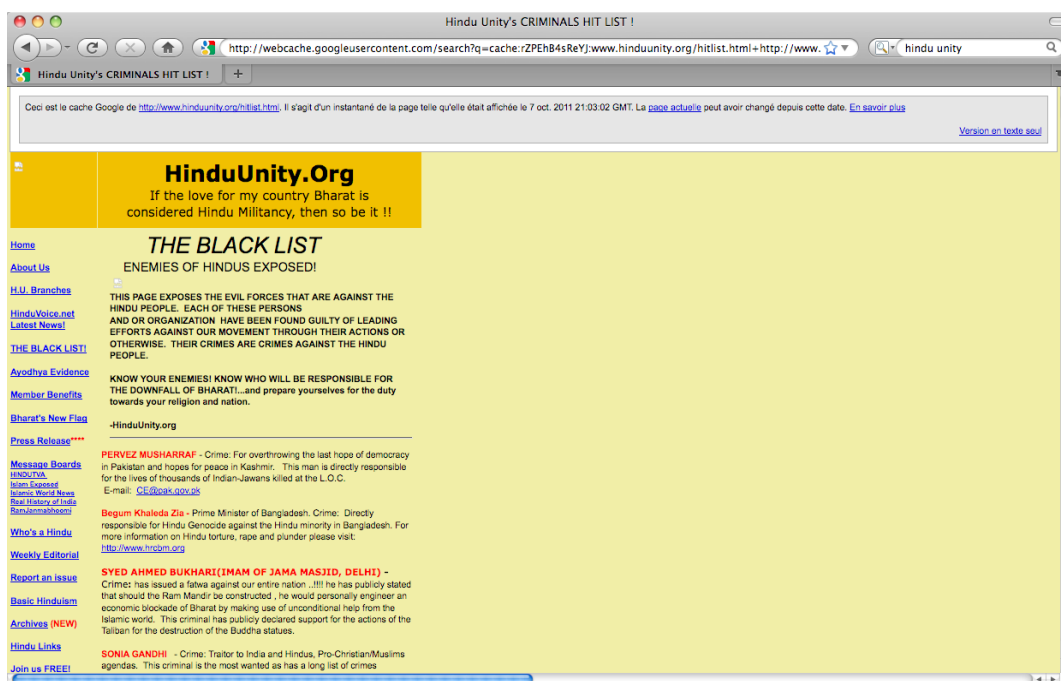 Hindu Unity's CRIMINALS HIT LIST !
http://webcache.googleusercontent.com/search?q=cache:rZPEhB4sReYJ:www.hinduunity.org/hitlist.html+http://www.
hindu unity
Hindu Unity's CRIMINALS HIT LIST !
Ceci est le cache Google de http://www.hinduunity.org/hitlist.html. Il s'agit d'un instantané de la page telle qu'elle était affichée le 7 oct. 2011 21:03:02 GMT. La page actuelle peut avoir changé depuis cette date. En savoir plus
Version en texte seul
HinduUnity.Org
If the love for my country Bharat is
considered Hindu Militancy, then so be it !!
Home
About Us
H.U. Branches
HinduVoice.net
Latest News!
THE BLACK LIST!
Ayodhya Evidence
Member Benefits
Bharat's New Flag
Press Release****
Message Boards
HINDUTVA
Islam Exposed
Islamic World News
Real History of India
RamJanmabhoomi
Who's a Hindu
Weekly Editorial
Report an issue
Basic Hinduism
Archives (NEW)
Hindu Links
Join us FREE!
THE BLACK LIST
ENEMIES OF HINDUS EXPOSED!
THIS PAGE EXPOSES THE EVIL FORCES THAT ARE AGAINST THE
HINDU PEOPLE. EACH OF THESE PERSONS
AND OR ORGANIZATION HAVE BEEN FOUND GUILTY OF LEADING
EFFORTS AGAINST OUR MOVEMENT THROUGH THEIR ACTIONS OR
OTHERWISE. THEIR CRIMES ARE CRIMES AGAINST THE HINDU
PEOPLE.
KNOW YOUR ENEMIES! KNOW WHO WILL BE RESPONSIBLE FOR
THE DOWNFALL OF BHARAT!...and prepare yourselves for the duty
towards your religion and nation.
-HinduUnity.org
PERVEZ MUSHARRAF - Crime: For overthrowing the last hope of democracy
in Pakistan and hopes for peace in Kashmir. This man is directly responsible
for the lives of thousands of Indian-Jawans killed at the L.O.C.
E-mail: CE@pak.gov.pk
Begum Khaleda Zia - Prime Minister of Bangladesh. Crime: Directly
responsible for Hindu Genocide against the Hindu minority in Bangladesh. For
more information on Hindu torture, rape and plunder please visit:
http://www.hrcbm.org
SYED AHMED BUKHARI(IMAM OF JAMA MASJID, DELHI) -
Crime: has issued a fatwa against our entire nation ..!!!! he has publicly stated
that should the Ram Mandir be constructed , he would personally engineer an
economic blockade of Bharat by making use of unconditional help from the
Islamic world. This criminal has publicly declared support for the actions of the
Taliban for the destruction of the Buddha statues.
SONIA GANDHI - Crime: Traitor to India and Hindus, Pro-Christian/Muslims
agendas. This criminal is the most wanted as has a long list of crimes